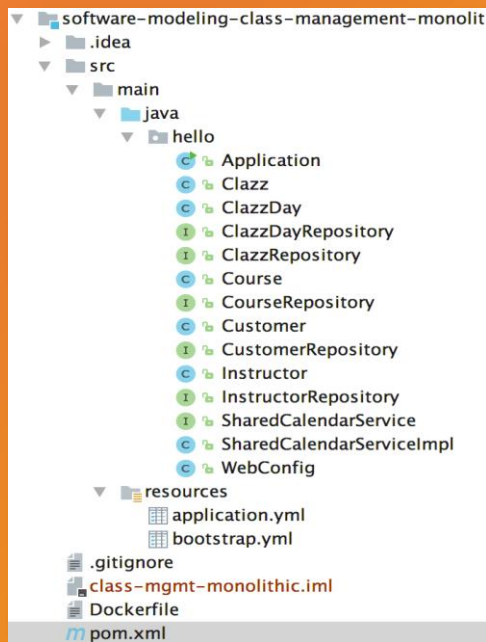 software-modeling-class-management-monolit
.idea
src
main
java
hello
Application
Clazz
ClazzDay
ClazzDayRepository
ClazzRepository
Course
CourseRepository
Customer
CustomerRepository
Instructor
InstructorRepository
SharedCalendarService
SharedCalendarServiceImpl
WebConfig
resources
application.yml
bootstrap.yml
.gitignore
class-mgmt-monolithic.iml
Dockerfile
pom.xml